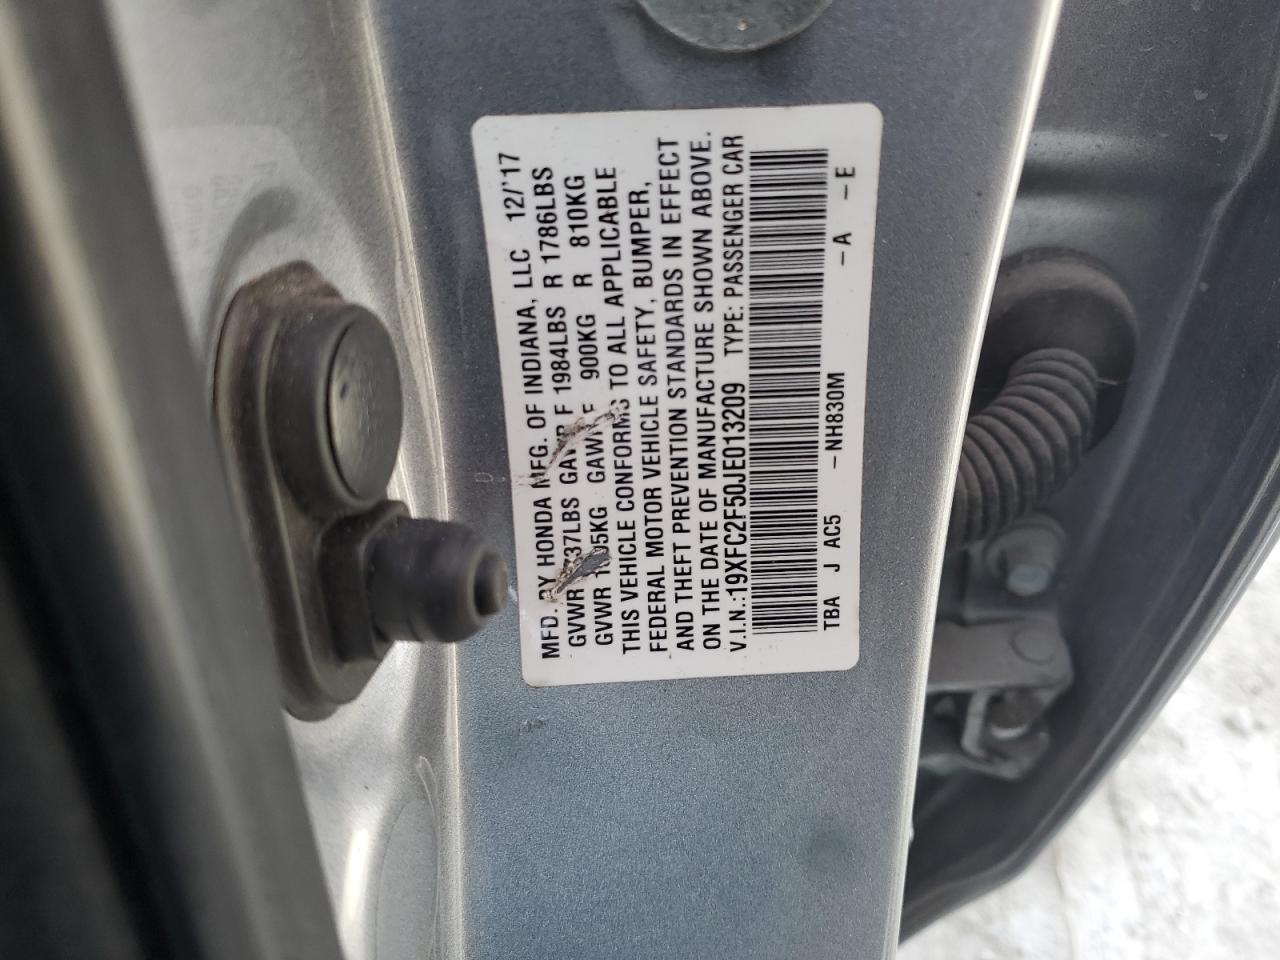 MFD. BY HONDA MFG. OF INDIANA, LLC 12/'17
GVWR LBS GAWR F 1984LBS R 1786LBS
GVWR KG GAWR F 900KG R 810KG
THIS VEHICLE CONFORMS TO ALL APPLICABLE
FEDERAL MOTOR VEHICLE SAFETY, BUMPER,
AND THEFT PREVENTION STANDARDS IN EFFECT
ON THE DATE OF MANUFACTURE SHOWN ABOVE.
V.I.N.:19XFC2F50JE013209 TYPE: PASSENGER CAR
TBA J AC5 -NH830M -A -E